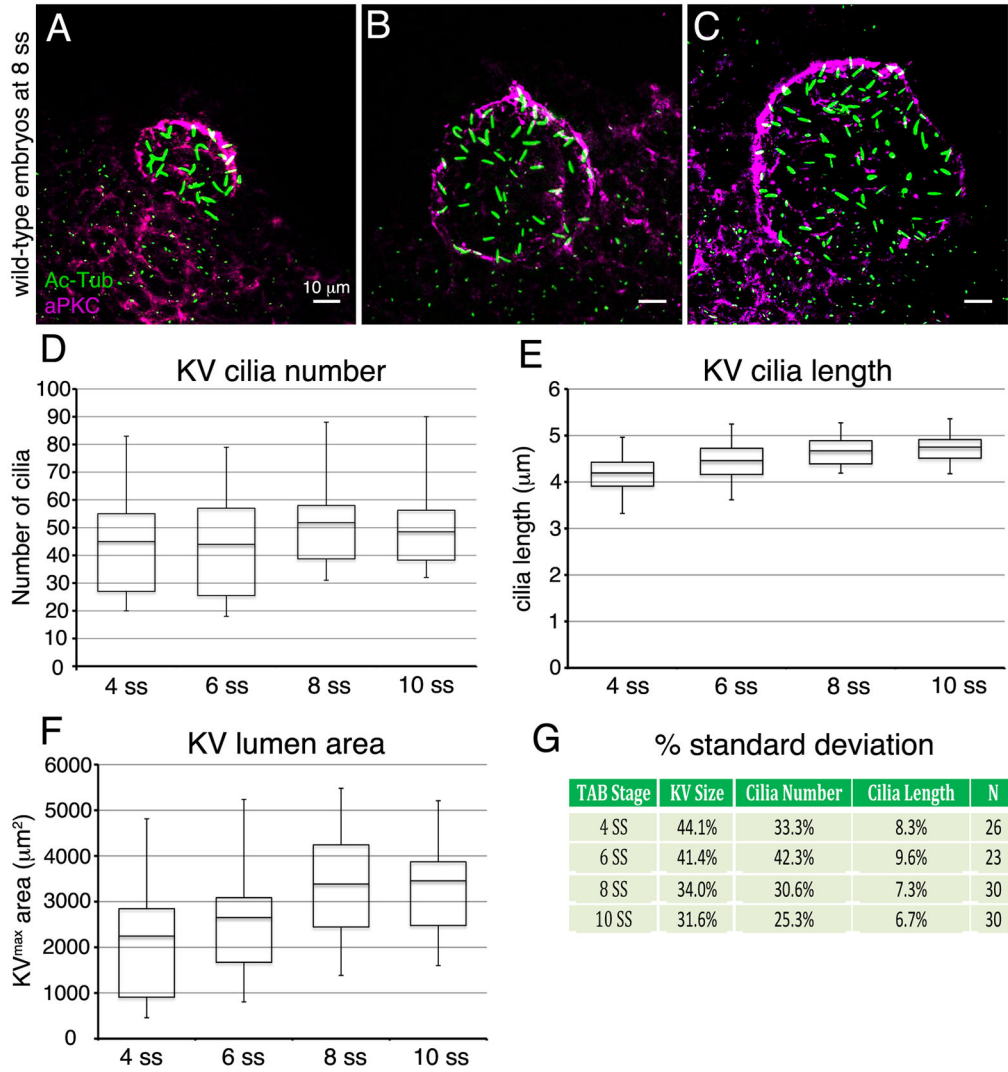 wild-type embryos at 8 ss
A
B
C
Ac-Tub
aPKC
10 μm
D
KV cilia number
Number of cilia
100
90
80
70
60
50
40
30
20
10
0
4 ss 6 ss 8 ss 10 ss
E
KV cilia length
cilia length (μm)
6
5
4
3
2
1
0
4 ss 6 ss 8 ss 10 ss
F
KV lumen area
KVmax area (μm²)
6000
5000
4000
3000
2000
1000
0
4 ss 6 ss 8 ss 10 ss
G
% standard deviation
TAB Stage KV Size Cilia Number Cilia Length N
4 SS 44.1% 33.3% 8.3% 26
6 SS 41.4% 42.3% 9.6% 23
8 SS 34.0% 30.6% 7.3% 30
10 SS 31.6% 25.3% 6.7% 30